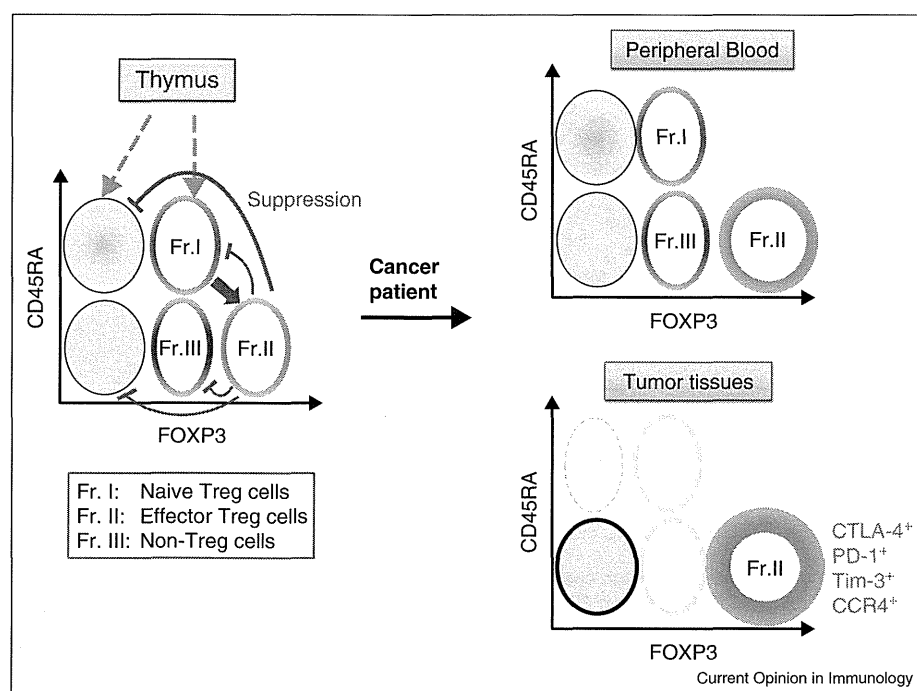 Thymus
Suppression
CD45RA
Fr.I
Fr.III
Fr.II
FOXP3
Fr. I: Naive Treg cells
Fr. II: Effector Treg cells
Fr. III: Non-Treg cells
Cancer
patient
Peripheral Blood
CD45RA
Fr.I
Fr.III
Fr.II
FOXP3
Tumor tissues
CD45RA
Fr.II
CTLA-4+
PD-1+
Tim-3+
CCR4+
FOXP3
Current Opinion in Immunology